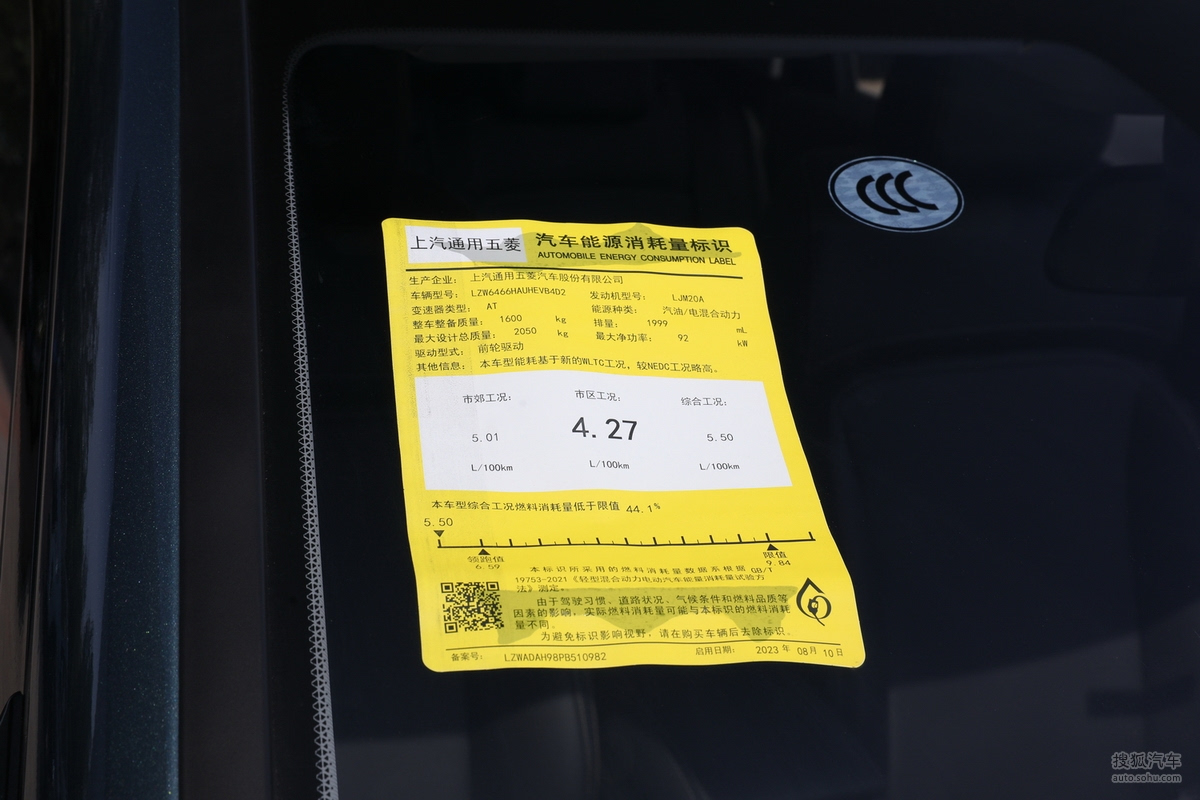 上汽通用五菱 汽车能源消耗量标识
AUTOMOBILE ENERGY CONSUMPTION LABEL
生产企业: 上汽通用五菱汽车股份有限公司
车辆型号: LZW6466HAUHEVB4D2 发动机型号: LJM20A
变速器类型: AT 能源种类: 汽油/电混合动力
整车整备质量: 1600 kg 排量: 1999 mL
最大设计总质量: 2050 kg 最大净功率: 92 kW
驱动型式: 前轮驱动
其他信息: 本车型能耗基于新的WLTC工况, 较NEDC工况略高。
市郊工况: 市区工况: 综合工况:
5.01 4.27 5.50
L/100km L/100km L/100km
本车型综合工况燃料消耗量低于限值 44.1%
5.50
领跑值 限值
6.59 9.84
本标识所采用的燃料消耗量数据系根据 GB/T
19753-2021《轻型混合动力电动汽车能量消耗量试验方
法》测定。
由于驾驶习惯、道路状况、气候条件和燃料品质等
因素的影响, 实际燃料消耗量可能与本标识的燃料消耗
量不同。
为避免标识影响视野, 请在购买车辆后去除标识。
备案号: LZWADAH98PB510982 启用日期: 2023 年 08月 10日
CCC
搜狐汽车
auto.sohu.com